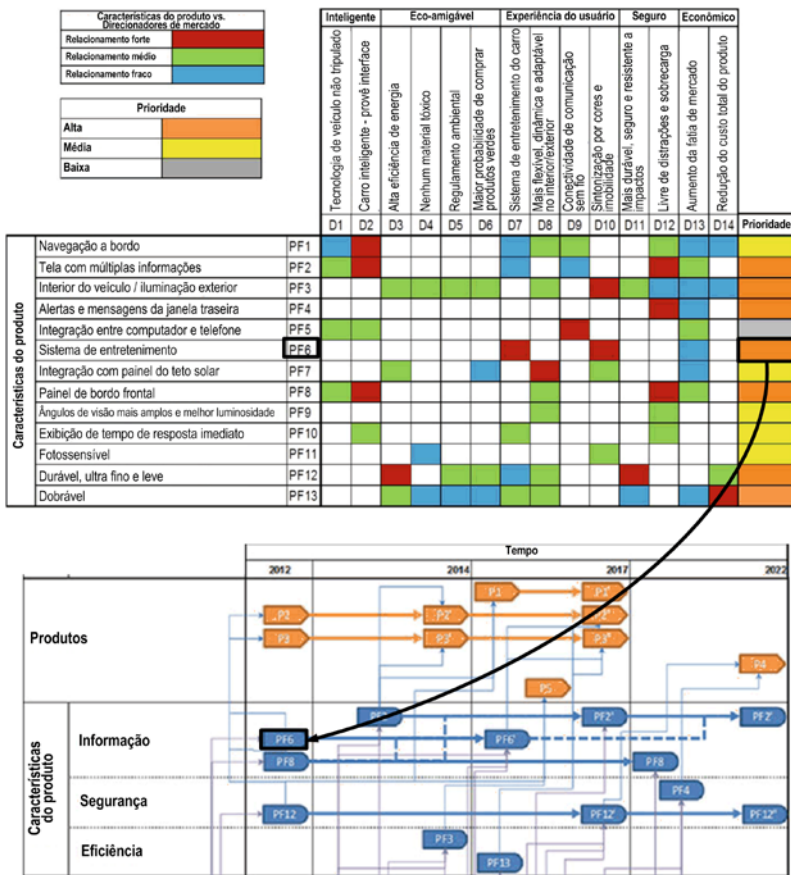 Características do produto vs.
Direcionadores de mercado
Relacionamento forte
Relacionamento médio
Relacionamento fraco
Prioridade
Alta
Média
Baixa
Inteligente
Eco-amigável
Experiência do usuário
Seguro
Econômico
Tecnologia de veículo não tripulado
Carro inteligente - provê interface
Alta eficiência de energia
Nenhum material tóxico
Regulamento ambiental
Maior probabilidade de comprar
produtos verdes
Sistema de entretenimento do carro
Mais flexível, dinâmica e adaptável
no interior/exterior
Conectividade de comunicação
sem fio
Sintonização por cores e
imobilidade
Mais durável, seguro e resistente a
impactos
Livre de distrações e sobrecarga
Aumento da fatia de mercado
Redução do custo total do produto
D1 D2 D3 D4 D5 D6 D7 D8 D9 D10 D11 D12 D13 D14 Prioridade
Características do produto
Navegação a bordo PF1
Tela com múltiplas informações PF2
Interior do veículo / iluminação exterior PF3
Alertas e mensagens da janela traseira PF4
Integração entre computador e telefone PF5
Sistema de entretenimento PF6
Integração com painel do teto solar PF7
Painel de bordo frontal PF8
Ângulos de visão mais amplos e melhor luminosidade PF9
Exibição de tempo de resposta imediato PF10
Fotossensível PF11
Durável, ultra fino e leve PF12
Dobrável PF13
Tempo
2012 2014 2017 2022
Produtos
P1 P1'
P2 P2' P2"
P3 P3' P3"
P4
P5
Características
do produto
Informação
PF2' PF2"
PF6 PF6'
PF8 PF8
Segurança
PF4
PF12 PF12' PF12"
Eficiência
PF3
PF13